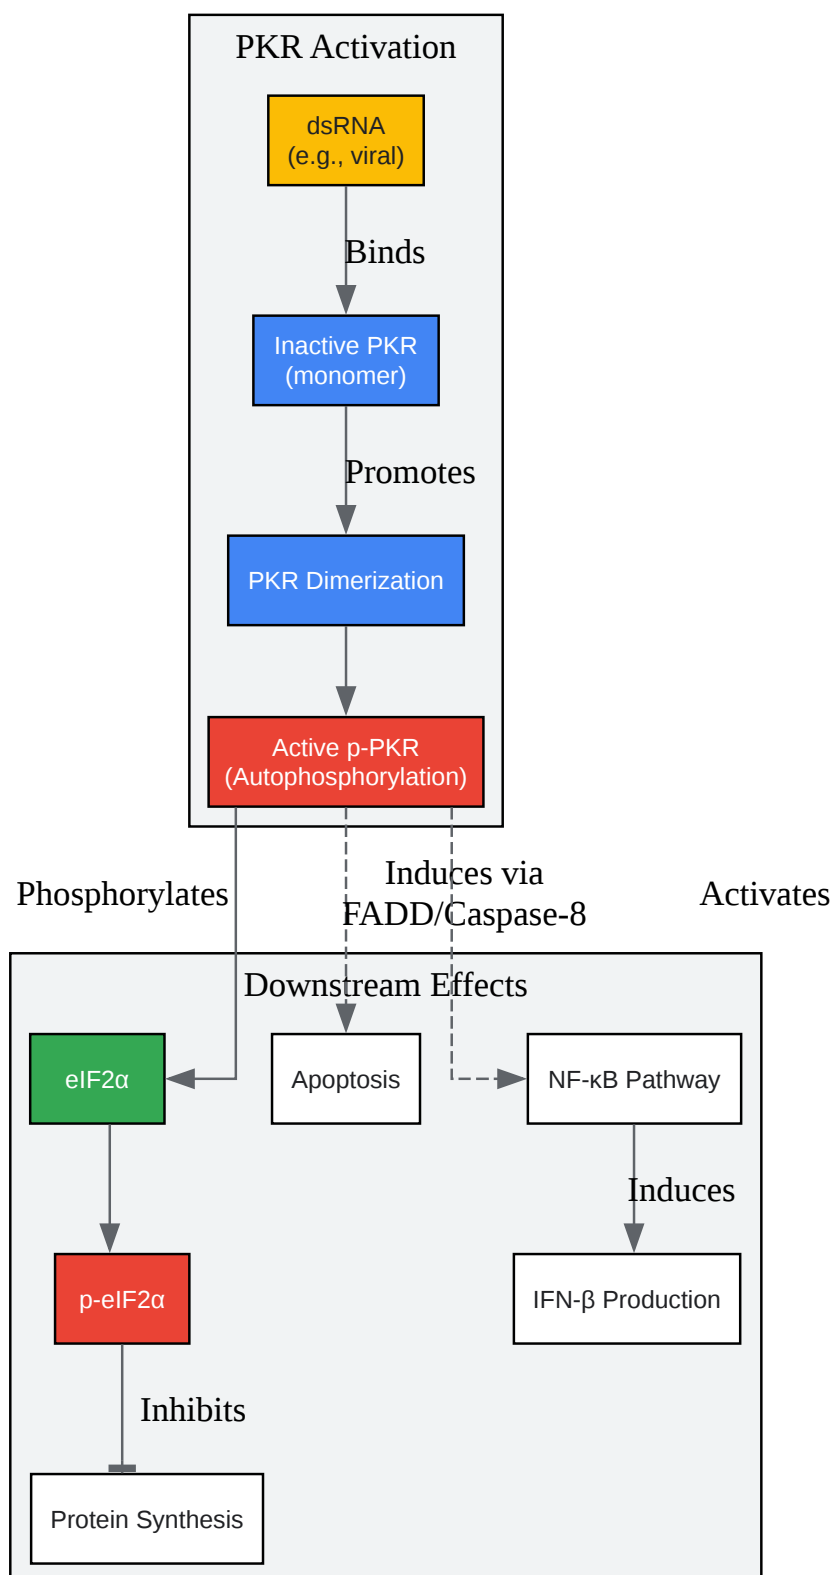 PKR Activation
dsRNA
(e.g., viral)
Binds
Inactive PKR
(monomer)
Promotes
PKR Dimerization
Active p-PKR
(Autophosphorylation)
Phosphorylates
Induces via
FADD/Caspase-8
Activates
Downstream Effects
eIF2α
Apoptosis
NF-κB Pathway
Induces
p-eIF2α
IFN-β Production
Inhibits
Protein Synthesis